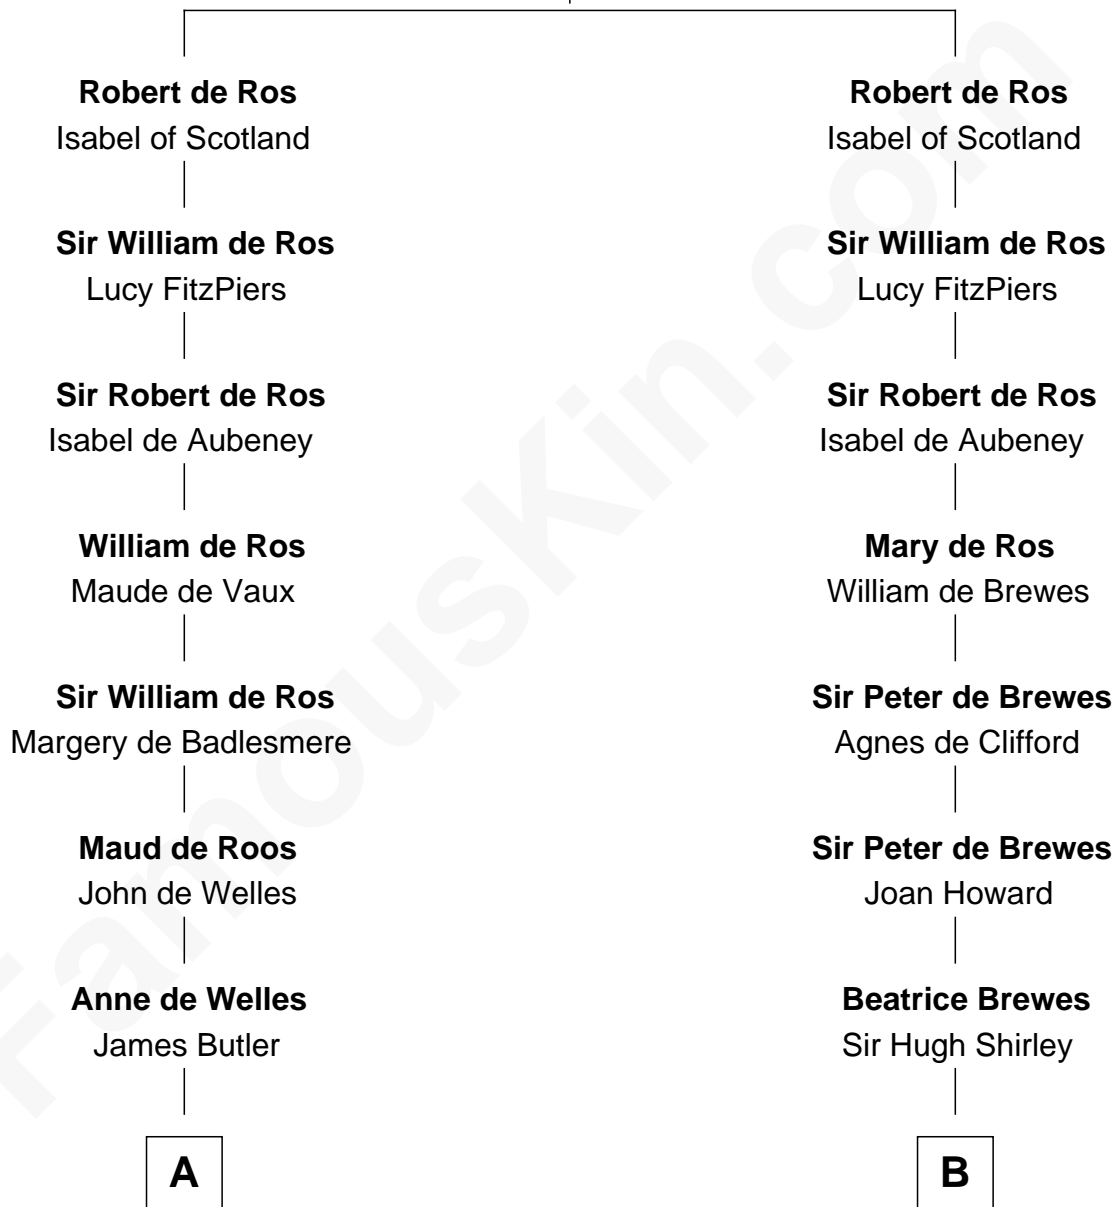 Robert de Ros
Isabel of Scotland
Sir William de Ros
Lucy FitzPiers
Sir Robert de Ros
Isabel de Aubeney
William de Ros
Maude de Vaux
Sir William de Ros
Margery de Badlesmere
Maud de Roos
John de Welles
Anne de Welles
James Butler
A
Robert de Ros
Isabel of Scotland
Sir William de Ros
Lucy FitzPiers
Sir Robert de Ros
Isabel de Aubeney
Mary de Ros
William de Brewes
Sir Peter de Brewes
Agnes de Clifford
Sir Peter de Brewes
Joan Howard
Beatrice Brewes
Sir Hugh Shirley
B
FamousKin.com